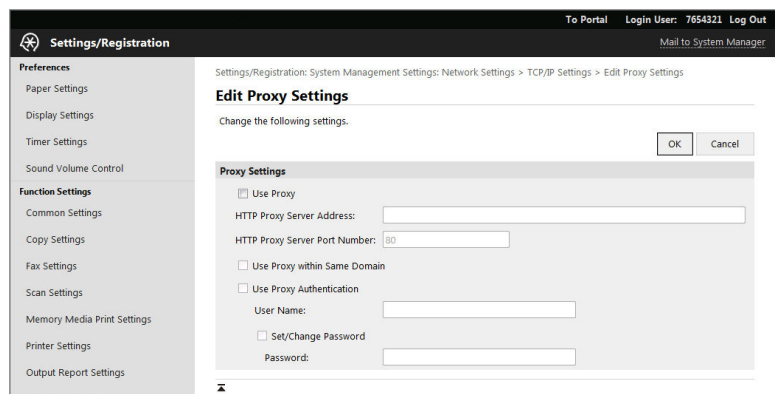 To Portal Login User: 7654321 Log Out
Settings/Registration Mail to System Manager
Preferences
Paper Settings
Display Settings
Timer Settings
Sound Volume Control
Function Settings
Common Settings
Copy Settings
Fax Settings
Scan Settings
Memory Media Print Settings
Printer Settings
Output Report Settings
Settings/Registration: System Management Settings: Network Settings > TCP/IP Settings > Edit Proxy Settings
Edit Proxy Settings
Change the following settings.
OK Cancel
Proxy Settings
Use Proxy
HTTP Proxy Server Address:
HTTP Proxy Server Port Number: 80
Use Proxy within Same Domain
Use Proxy Authentication
User Name:
Set/Change Password
Password: